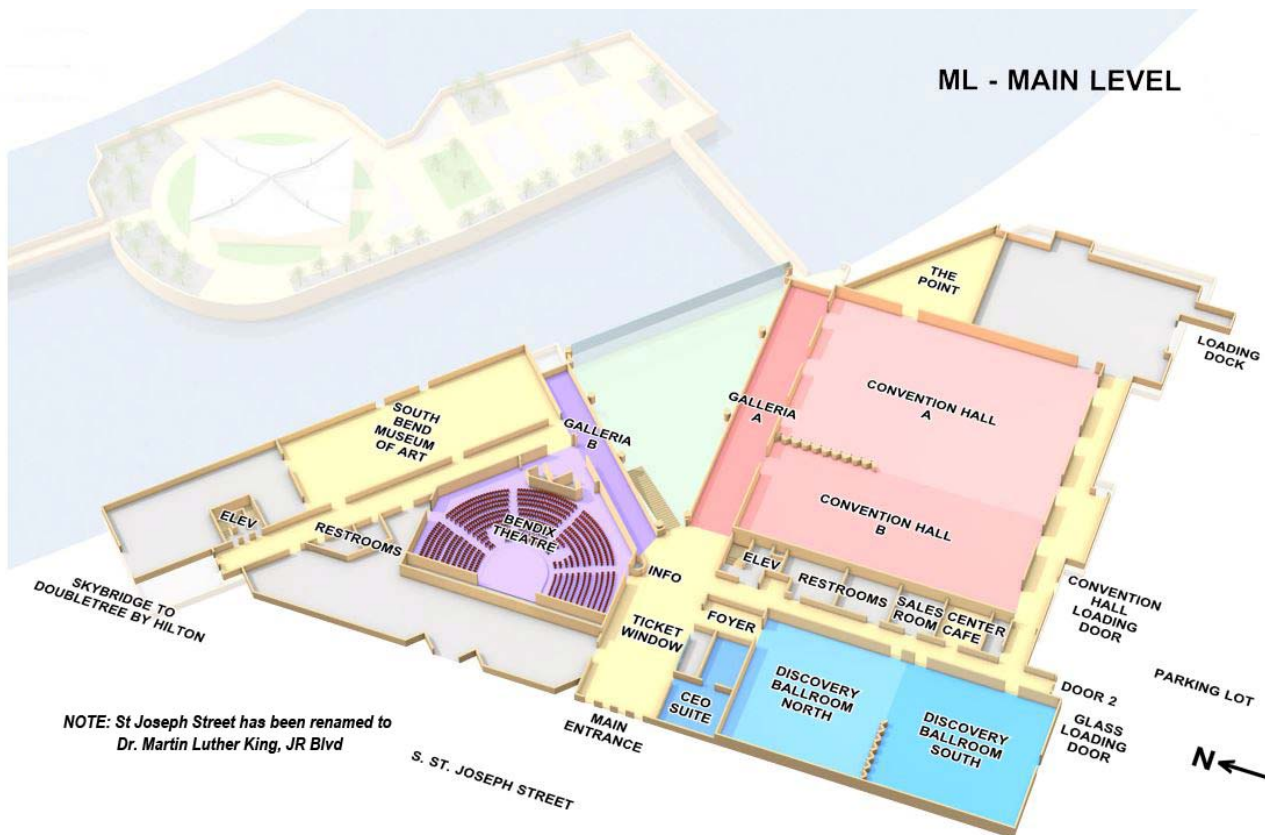 ML - MAIN LEVEL
THE
POINT
LOADING
DOCK
CONVENTION HALL
A
GALLERIA
A
SOUTH
BEND
MUSEUM
OF ART
GALLERIA
B
CONVENTION HALL
B
ELEV
RESTROOMS
BENDIX
THEATRE
INFO
ELEV
RESTROOMS
SALES
ROOM
CENTER
CAFE
CONVENTION
HALL
LOADING
DOOR
SKYBRIDGE TO
DOUBLETREE BY HILTON
TICKET
WINDOW
FOYER
DISCOVERY
BALLROOM
NORTH
DISCOVERY
BALLROOM
SOUTH
CEO
SUITE
DOOR 2
PARKING LOT
GLASS
LOADING
DOOR
MAIN
ENTRANCE
NOTE: St Joseph Street has been renamed to
Dr. Martin Luther King, JR Blvd
S. ST. JOSEPH STREET
N